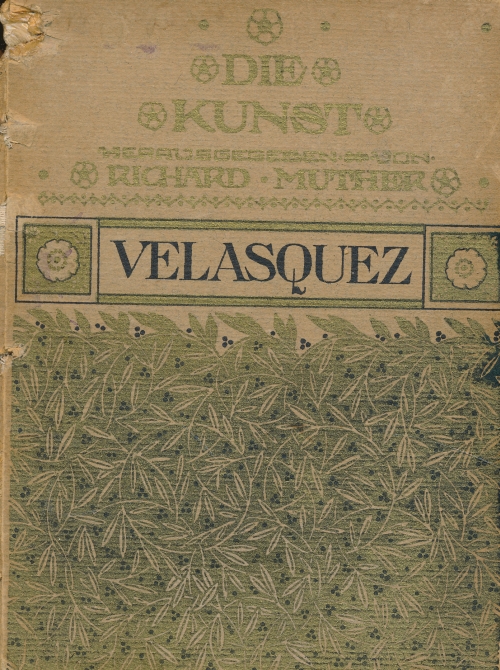 DIE
KUNST
HERAUSGEGEBEN VON
RICHARD · MUTHER
VELASQUEZ